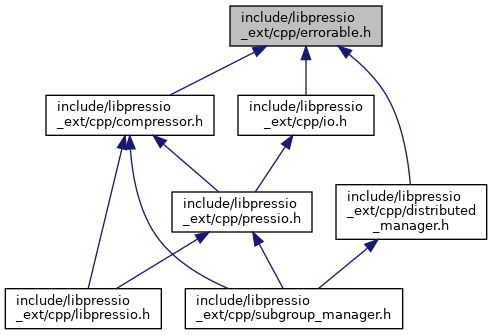 include/libpressio
_ext/cpp/errorable.h
include/libpressio
_ext/cpp/compressor.h
include/libpressio
_ext/cpp/io.h
include/libpressio
_ext/cpp/pressio.h
include/libpressio
_ext/cpp/distributed
_manager.h
include/libpressio
_ext/cpp/libpressio.h
include/libpressio
_ext/cpp/subgroup_manager.h